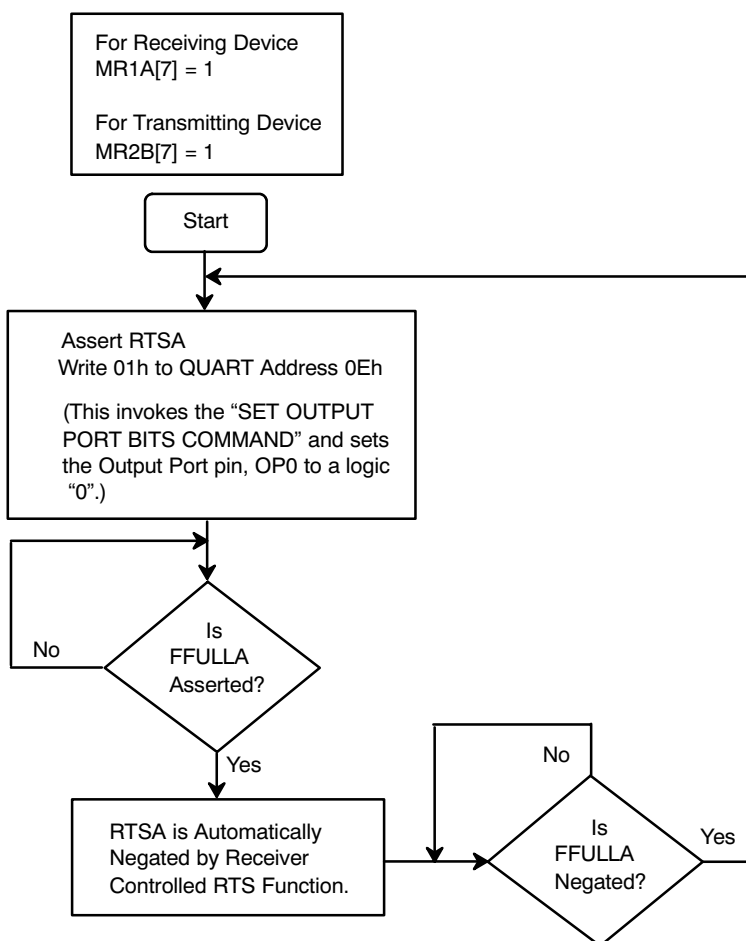 For Receiving Device
MR1A[7] = 1
For Transmitting Device
MR2B[7] = 1
Start
Assert RTSA
Write 01h to QUART Address 0Eh
(This invokes the “SET OUTPUT
PORT BITS COMMAND” and sets
the Output Port pin, OP0 to a logic
“0”.)
Is
FFULLA
Asserted?
No
Yes
RTSA is Automatically
Negated by Receiver
Controlled RTS Function.
No
Is
FFULLA
Negated?
Yes